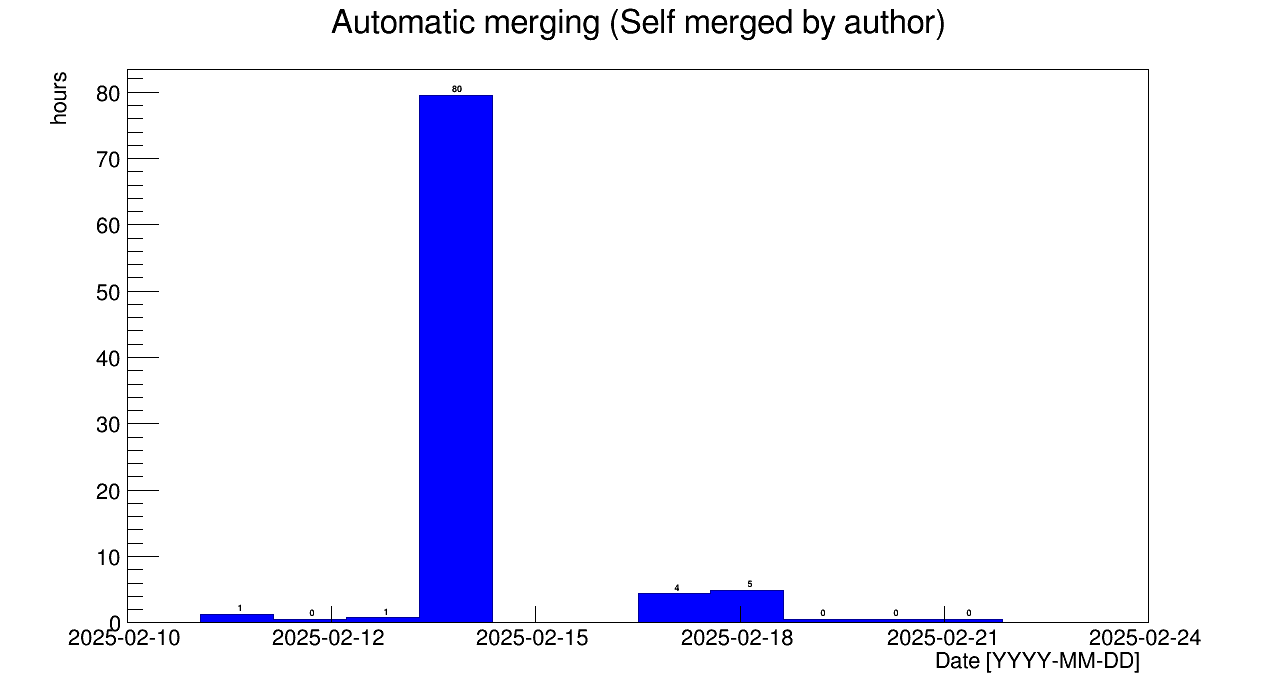 Automatic merging (Self merged by author)
hours
80
70
60
50
40
30
20
10
0
1 0 1 80 4 5 0 0 0
2025-02-10 2025-02-12 2025-02-15 2025-02-18 2025-02-21 2025-02-24
Date [YYYY-MM-DD]